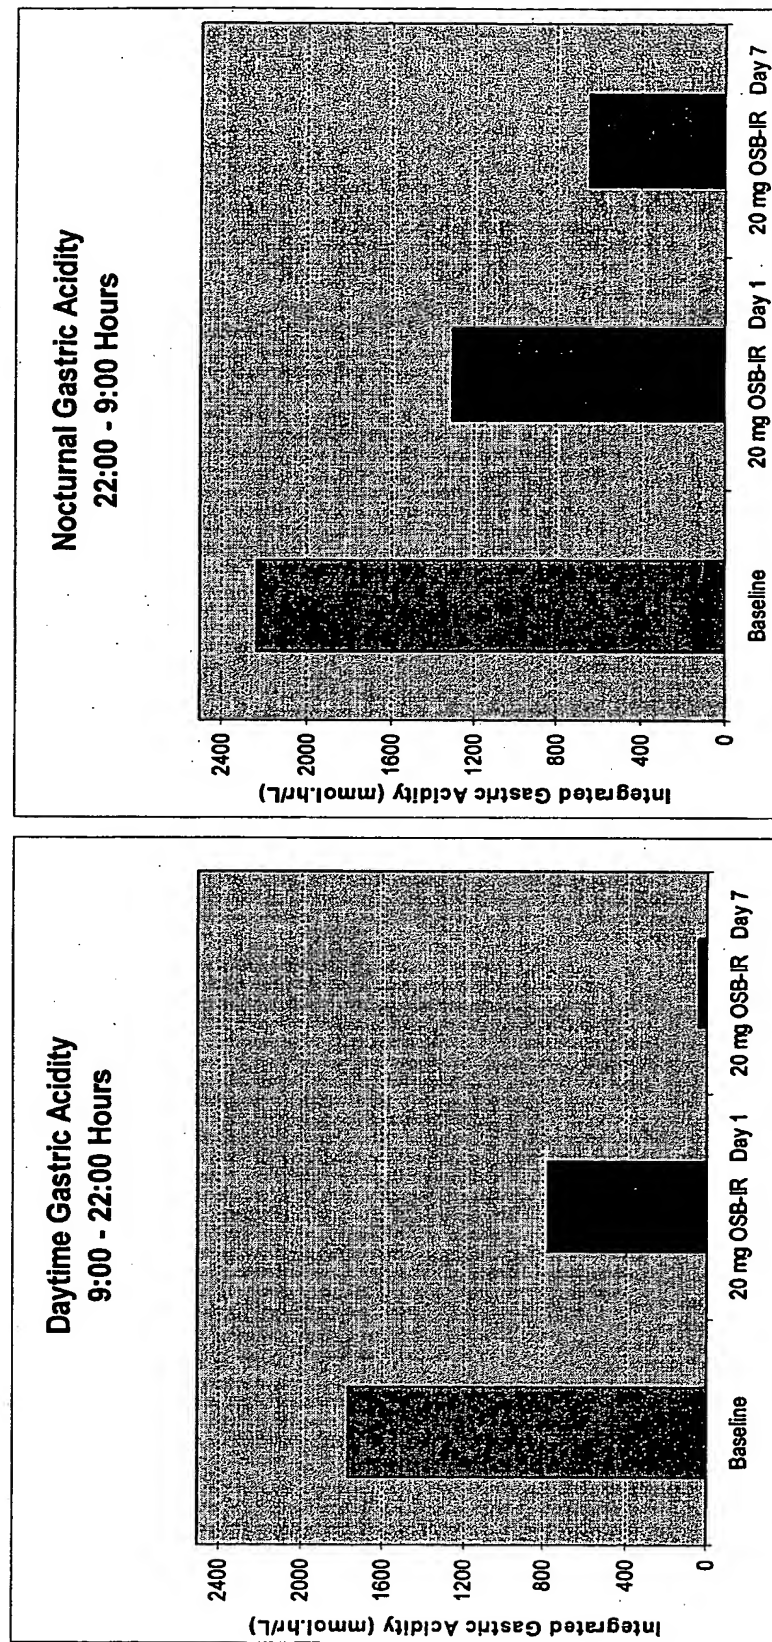 Daytime Gastric Acidity
9:00 - 22:00 Hours
Integrated Gastric Acidity (mmol.hr/L)
2400
2000
1600
1200
800
400
0
Baseline
20 mg OSB-IR Day 1
20 mg OSB-IR Day 7
Nocturnal Gastric Acidity
22:00 - 9:00 Hours
Integrated Gastric Acidity (mmol.hr/L)
2400
2000
1600
1200
800
400
0
Baseline
20 mg OSB-IR Day 1
20 mg OSB-IR Day 7